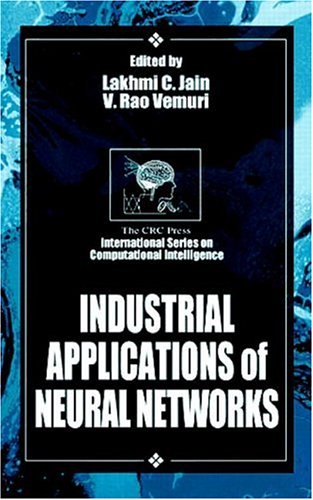 Edited by
Lakhmi C. Jain
V. Rao Vemuri
The CRC Press
International Series on
Computational Intelligence
INDUSTRIAL
APPLICATIONS of
NEURAL NETWORKS